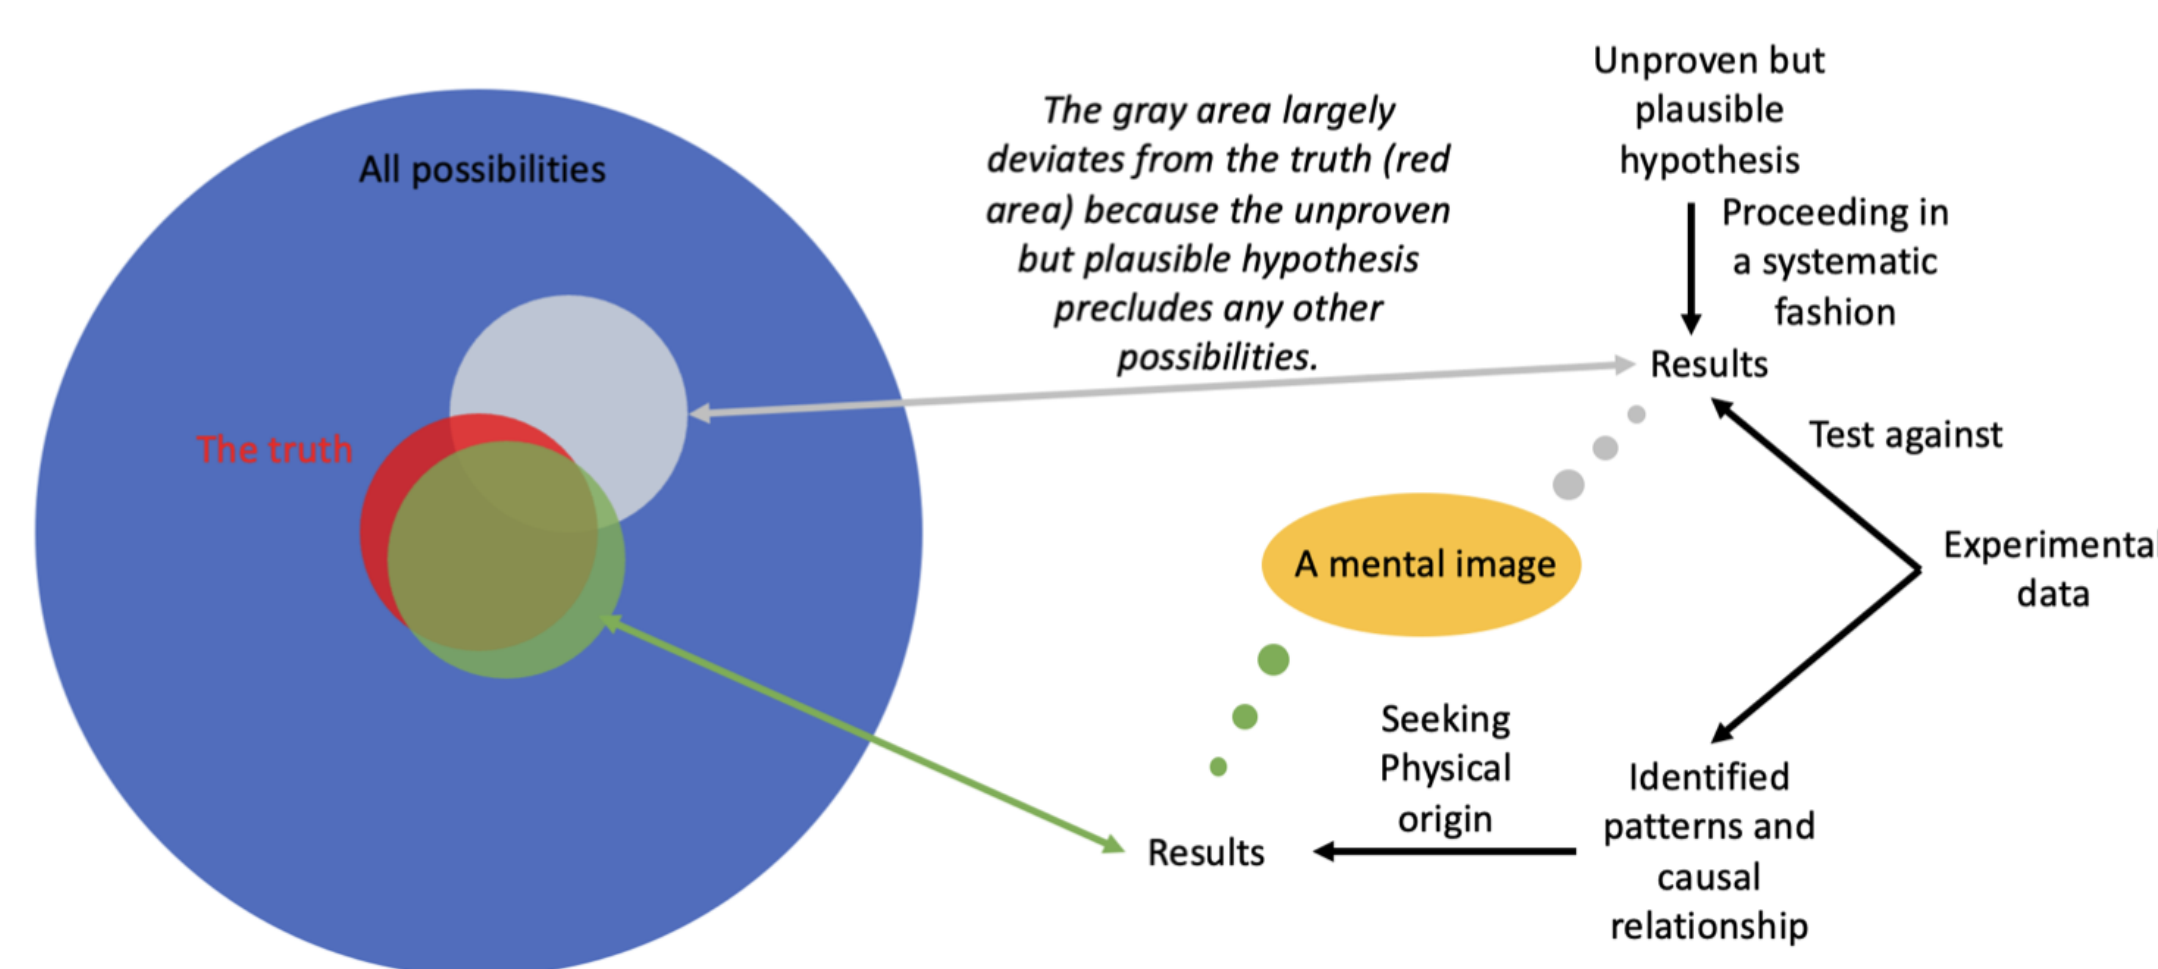 All possibilities
The truth
The gray area largely
deviates from the truth (red
area) because the unproven
but plausible hypothesis
precludes any other
possibilities.
Unproven but
plausible
hypothesis
Proceeding in
a systematic
fashion
Results
Test against
A mental image
Experimental
data
Seeking
Physical
origin
Results
Identified
patterns and
causal
relationship